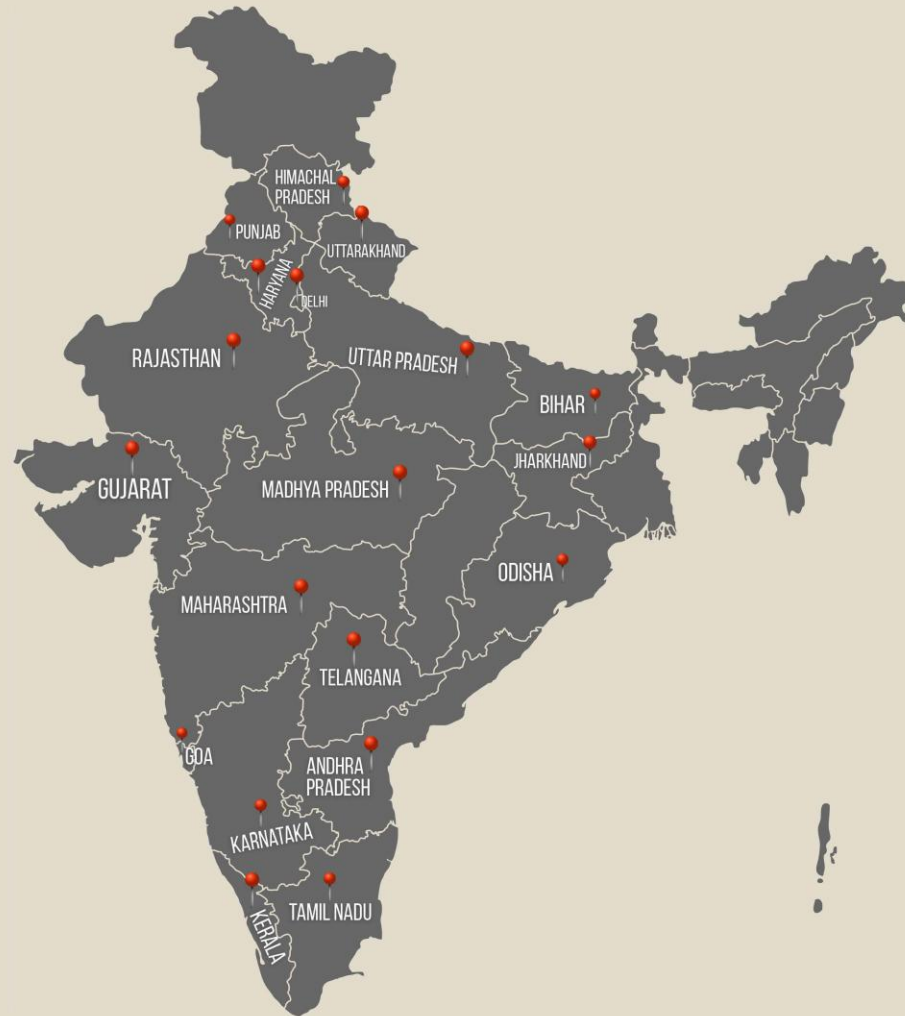 HIMACHAL
PRADESH
PUNJAB
UTTARAKHAND
HARYANA
DELHI
RAJASTHAN
UTTAR PRADESH
BIHAR
JHARKHAND
GUJARAT
MADHYA PRADESH
ODISHA
MAHARASHTRA
TELANGANA
GOA
ANDHRA
PRADESH
KARNATAKA
TAMIL NADU
KERALA